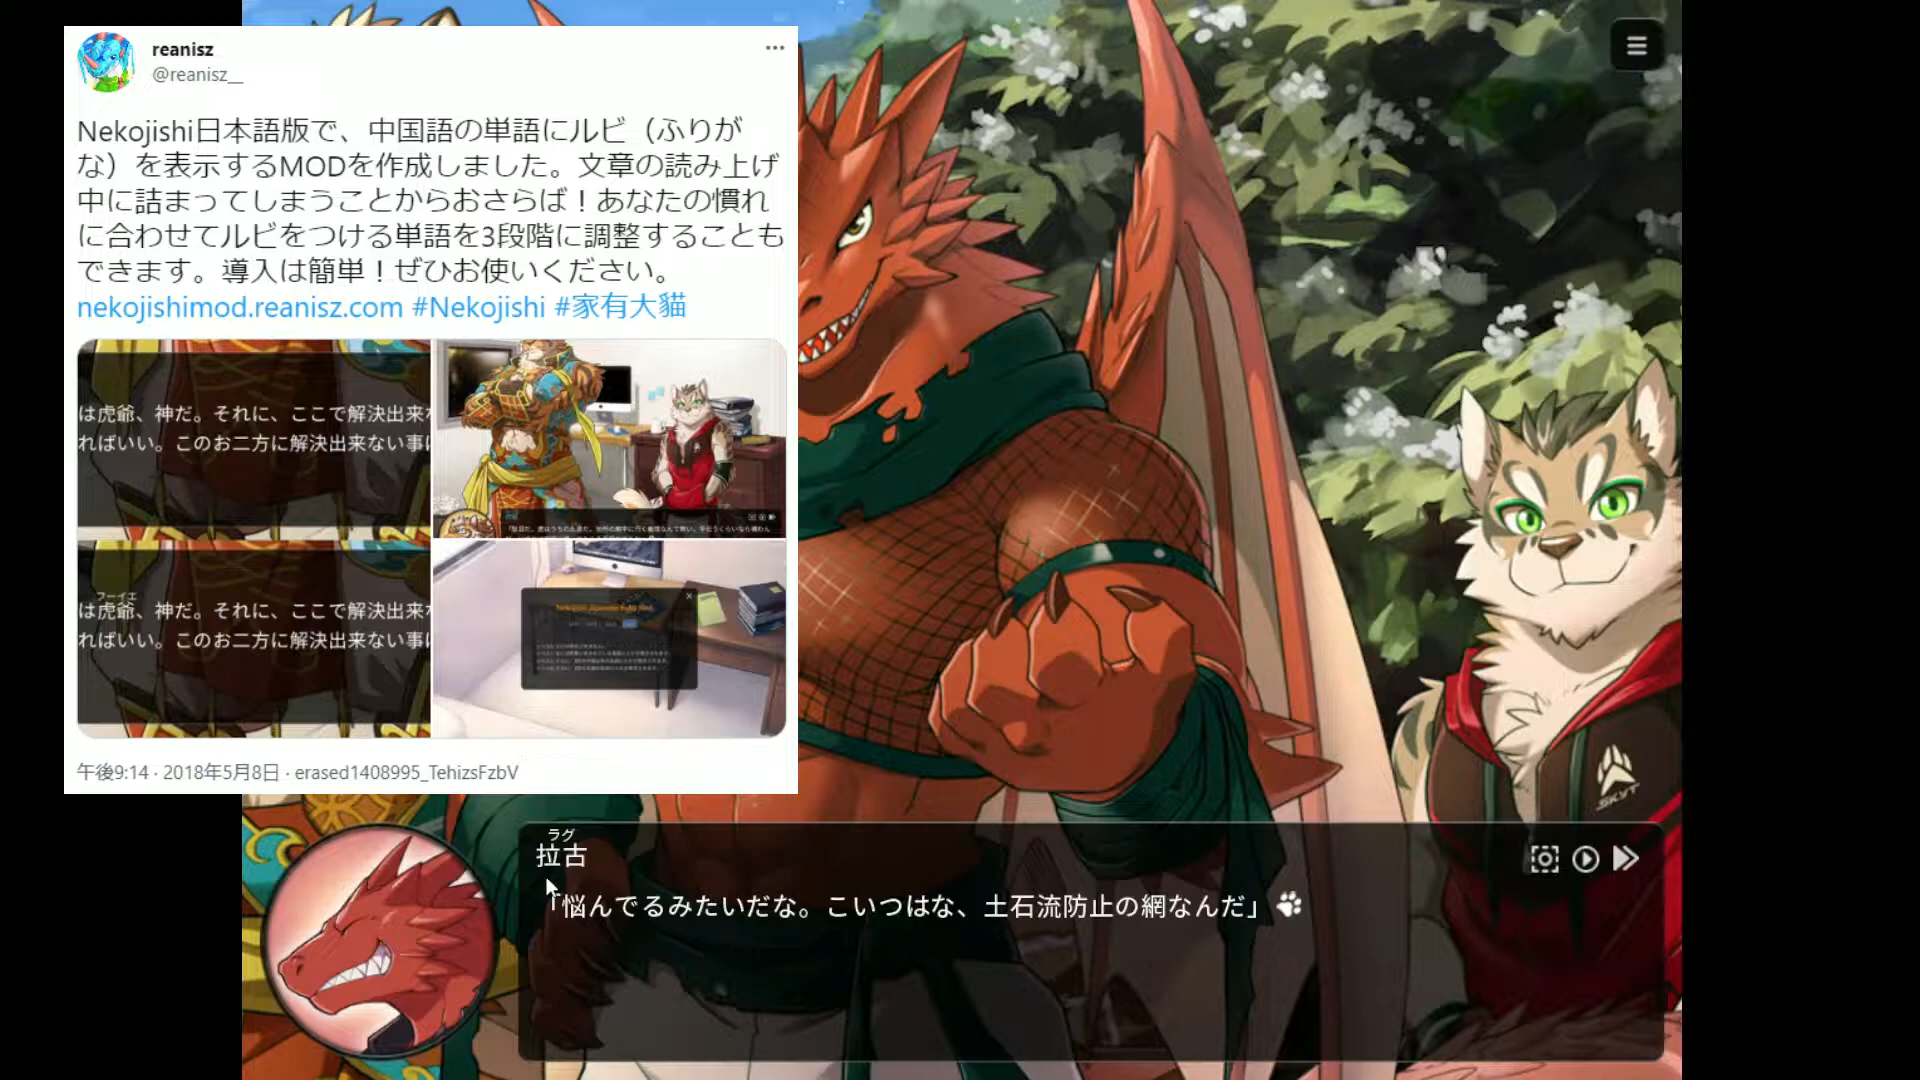 reanisz
@reanisz__
Nekojishi日本語版で、中国語の単語にルビ（ふりが
な）を表示するMODを作成しました。文章の読み上げ
中に詰まってしまうことからおさらば！あなたの慣れ
に合わせてルビをつける単語を3段階に調整することも
できます。導入は簡単！ぜひお使いください。
nekojishimod.reanisz.com #Nekojishi #家有大貓
は虎爺、神だ。それに、ここで解決出来
ればいい。このお二方に解決出来ない事
フーイエ
は虎爺、神だ。それに、ここで解決出来
ればいい。このお二方に解決出来ない事
午後9:14 · 2018年5月8日 · erased1408995_TehizsFzbV
SKYT
ラグ
拉古
「悩んでるみたいだな。こいつはな、土石流防止の網なんだ」